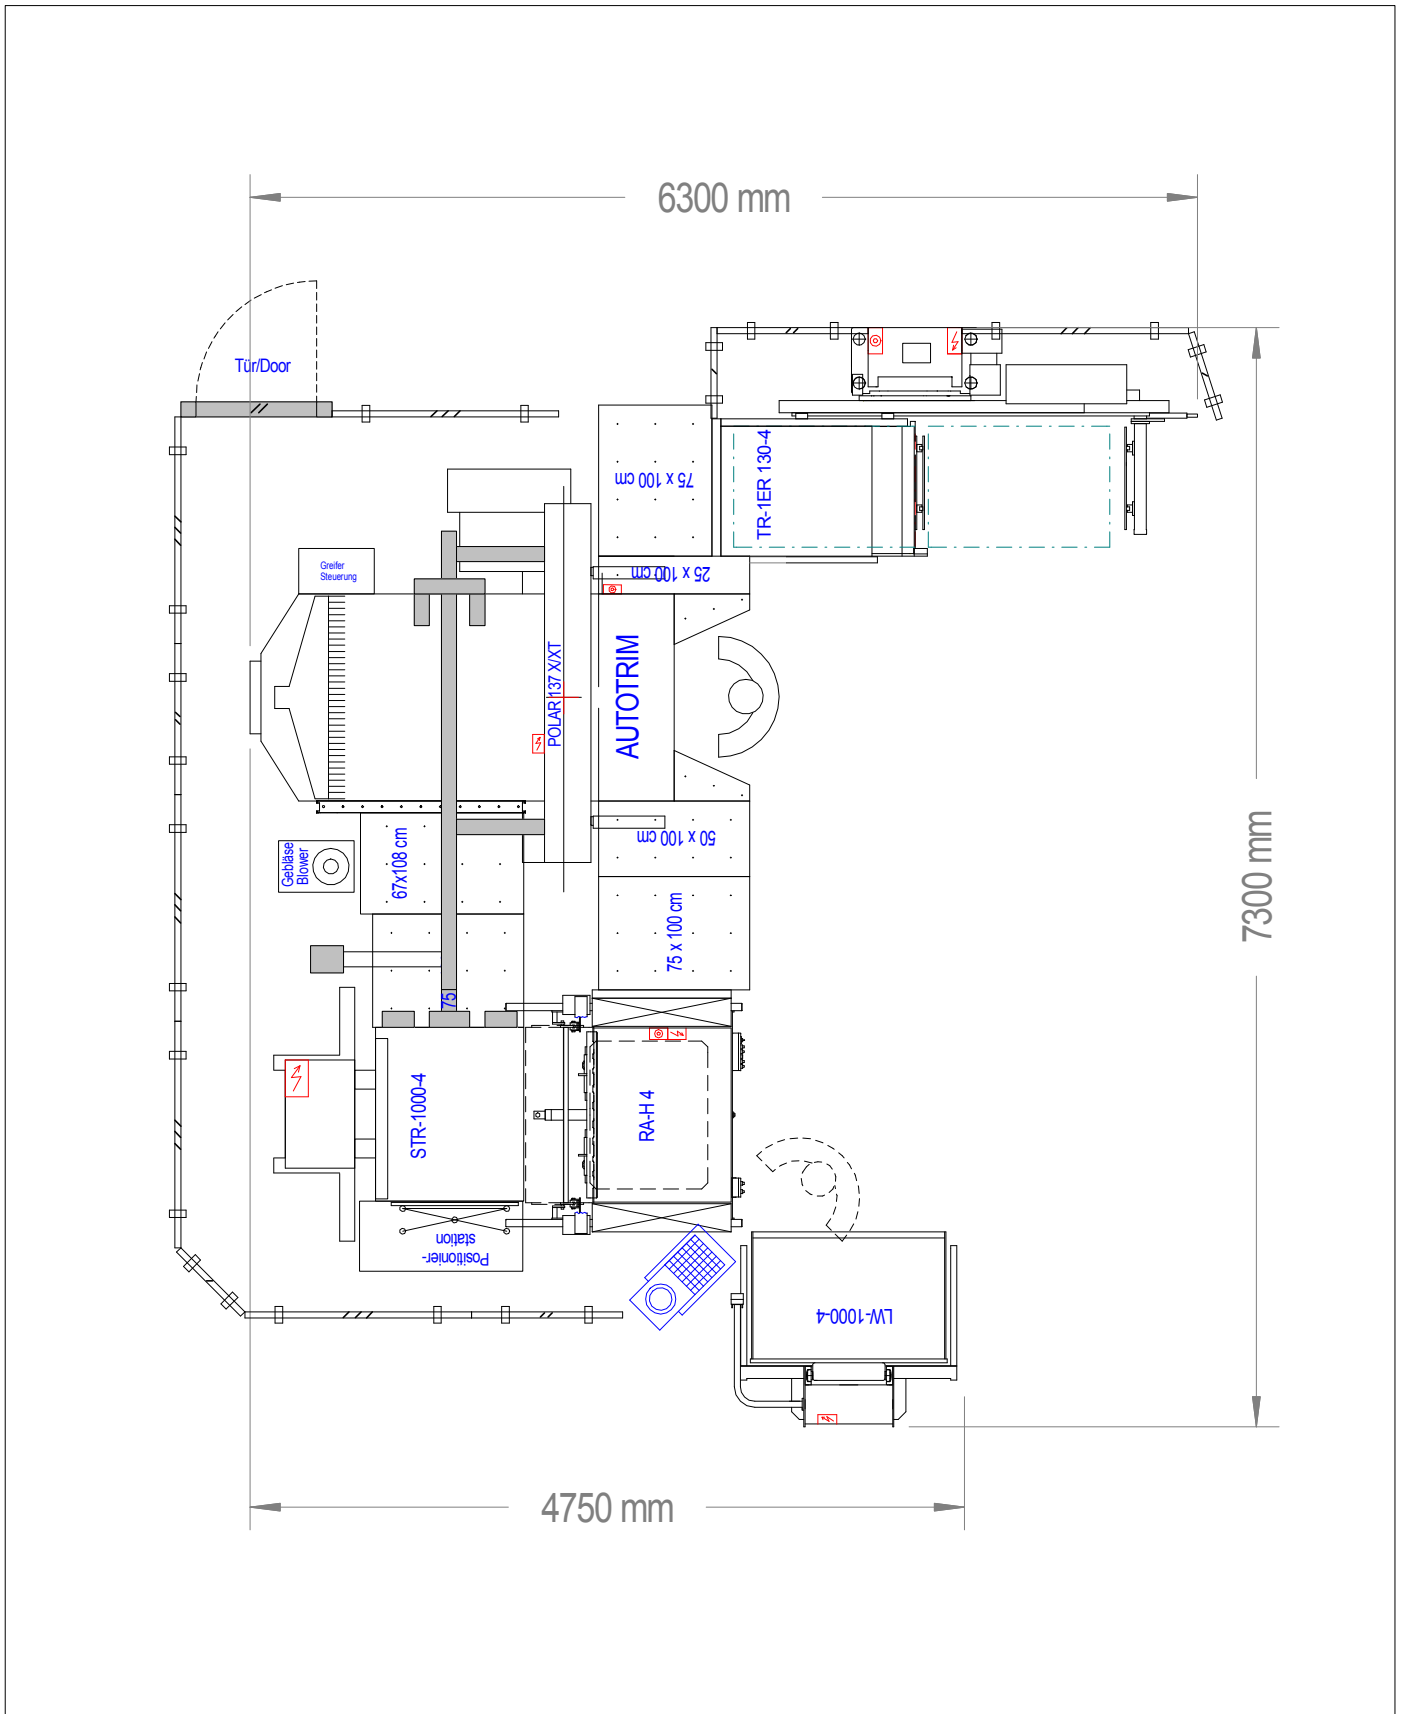 6300 mm
Tür/Door
TR-1ER 130-4
75 x 100 cm
Greifer
Steuerung
25 x 100 cm
POLAR 137 X/XT
AUTOTRIM
50 x 100 cm
67x108 cm
Gebläse
Blower
7300 mm
75 x 100 cm
75
STR-1000-4
RA-H 4
Positionier-
station
LW-1000-4
4750 mm